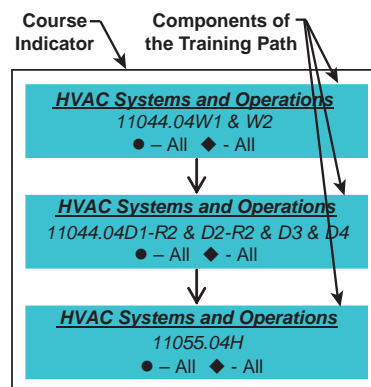 Course
Indicator
Components of
the Training Path
HVAC Systems and Operations
11044.04W1 & W2
● – All ◆ - All
HVAC Systems and Operations
11044.04D1-R2 & D2-R2 & D3 & D4
● – All ◆ - All
HVAC Systems and Operations
11055.04H
● – All ◆ - All